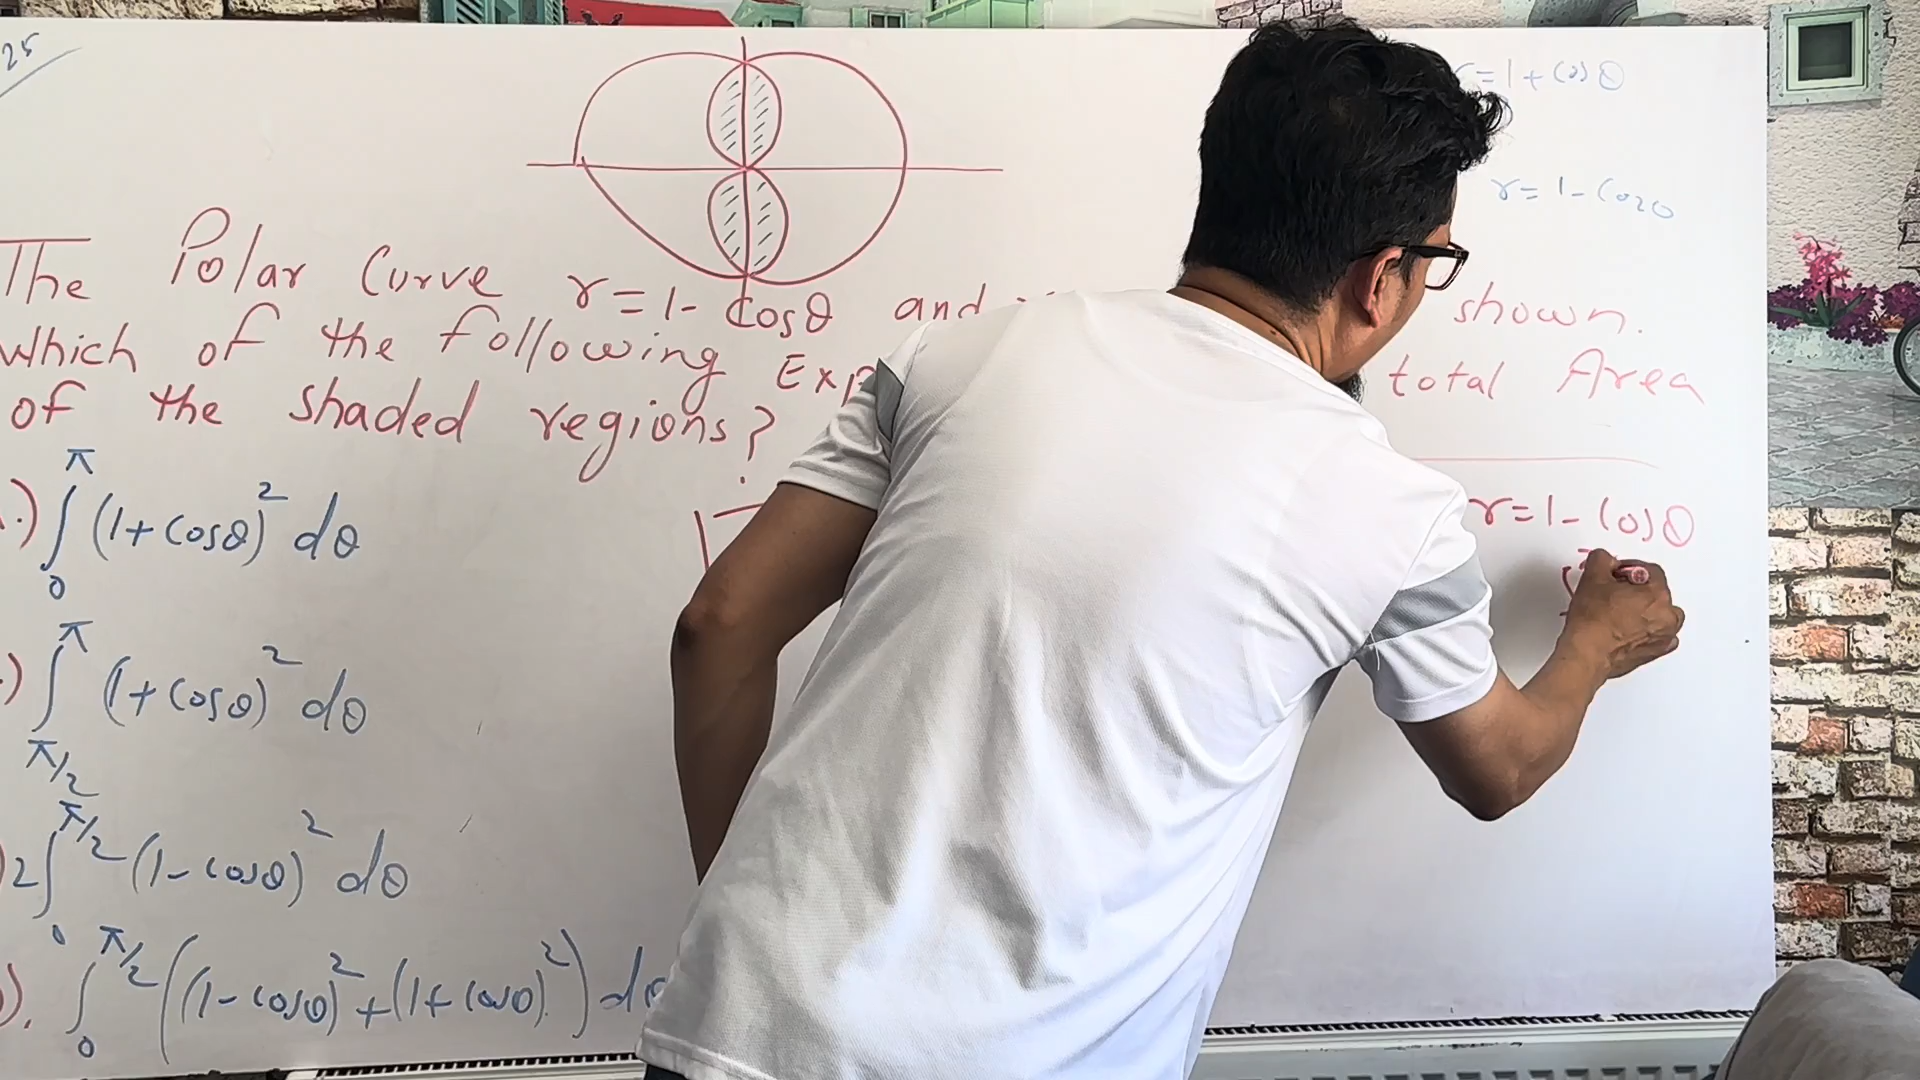 25
r=1+cosθ
r=1-cosθ
The Polar Curve r=1-cosθ and shown.
Which of the following total Area
of the shaded regions?
.) ∫₀^π (1+cosθ)² dθ
r=1-cosθ
.) ∫_{π/2}^π (1+cosθ)² dθ
) 2∫₀^{π/2} (1-cosθ)² dθ
). ∫₀^{π/2} ((1-cosθ)²+(1+cosθ)²) dθ